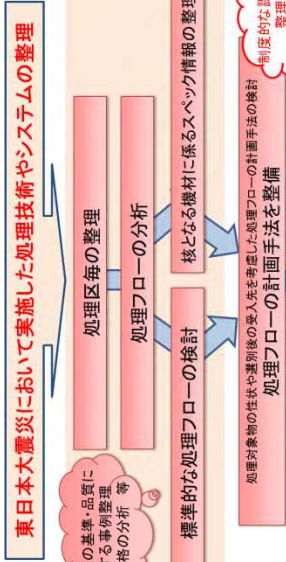 東日本大震災において実施した処理技術やシステムの整理
処理区毎の整理
処理フローの分析
の基準・品質に
する事例整理
格の分析 等
標準的な処理フローの検討
核となる機材に係るスペック情報の整理
処理対象物の性状や選別後の受入先を考慮した処理フローの計画手法の検討
処理フローの計画手法を整備
制度的な課
整理